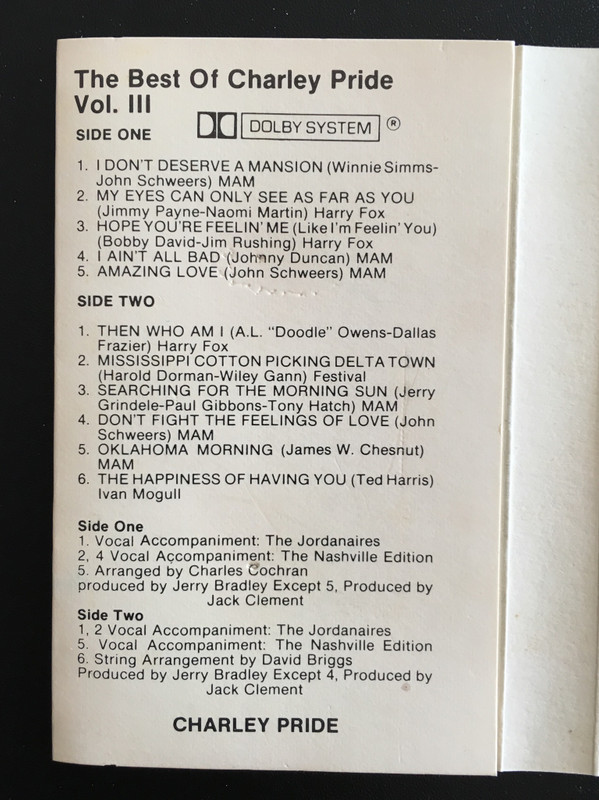 The Best Of Charley Pride
Vol. III
SIDE ONE
DOLBY SYSTEM ®
1. I DON'T DESERVE A MANSION (Winnie Simms-
John Schweers) MAM
2. MY EYES CAN ONLY SEE AS FAR AS YOU
(Jimmy Payne-Naomi Martin) Harry Fox
3. HOPE YOU'RE FEELIN' ME (Like I'm Feelin' You)
(Bobby David-Jim Rushing) Harry Fox
4. I AIN'T ALL BAD (Johnny Duncan) MAM
5. AMAZING LOVE (John Schweers) MAM
SIDE TWO
1. THEN WHO AM I (A.L. "Doodle" Owens-Dallas
Frazier) Harry Fox
2. MISSISSIPPI COTTON PICKING DELTA TOWN
(Harold Dorman-Wiley Gann) Festival
3. SEARCHING FOR THE MORNING SUN (Jerry
Grindele-Paul Gibbons-Tony Hatch) MAM
4. DON'T FIGHT THE FEELINGS OF LOVE (John
Schweers) MAM
5. OKLAHOMA MORNING (James W. Chesnut)
MAM
6. THE HAPPINESS OF HAVING YOU (Ted Harris)
Ivan Mogull
Side One
1. Vocal Accompaniment: The Jordanaires
2, 4 Vocal Accompaniment: The Nashville Edition
5. Arranged by Charles Cochran
produced by Jerry Bradley Except 5, Produced by
Jack Clement
Side Two
1, 2 Vocal Accompaniment: The Jordanaires
5. Vocal Accompaniment: The Nashville Edition
6. String Arrangement by David Briggs
Produced by Jerry Bradley Except 4, Produced by
Jack Clement
CHARLEY PRIDE